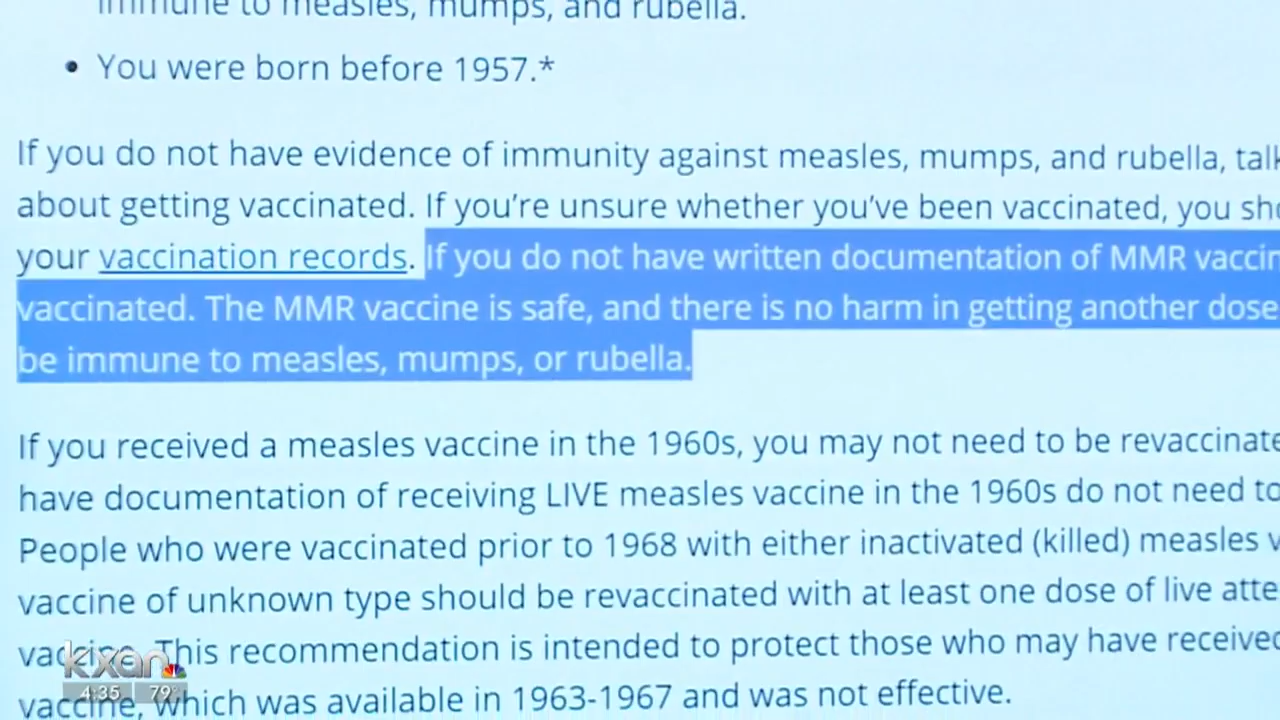 immune to measles, mumps, and rubella.
• You were born before 1957.*
If you do not have evidence of immunity against measles, mumps, and rubella, talk
about getting vaccinated. If you’re unsure whether you’ve been vaccinated, you sho
your vaccination records. If you do not have written documentation of MMR vaccin
vaccinated. The MMR vaccine is safe, and there is no harm in getting another dose
be immune to measles, mumps, or rubella.
If you received a measles vaccine in the 1960s, you may not need to be revaccinate
have documentation of receiving LIVE measles vaccine in the 1960s do not need to
People who were vaccinated prior to 1968 with either inactivated (killed) measles v
vaccine of unknown type should be revaccinated with at least one dose of live atte
vaccine. This recommendation is intended to protect those who may have received
vaccine, which was available in 1963-1967 and was not effective.
kxan
4:35 79°